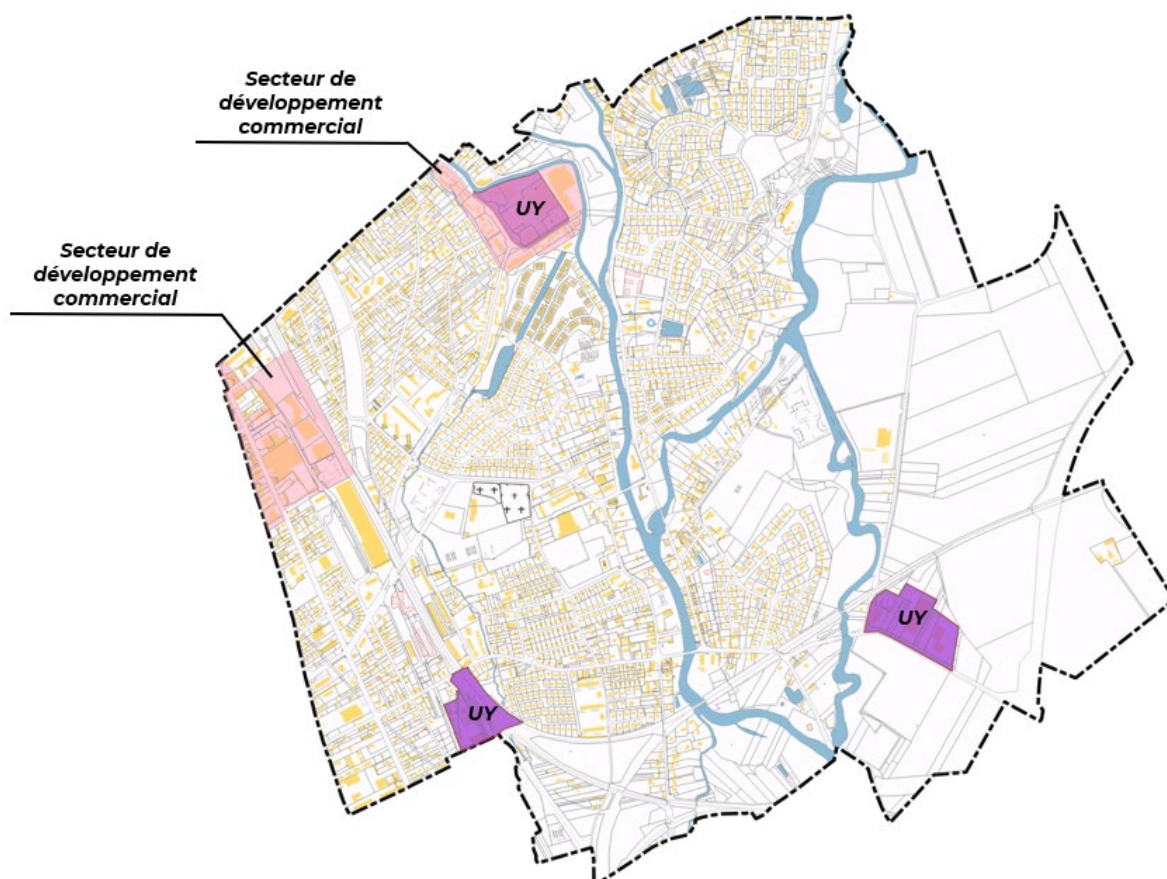 Secteur de
développement
commercial
UY
Secteur de
développement
commercial
UY
UY